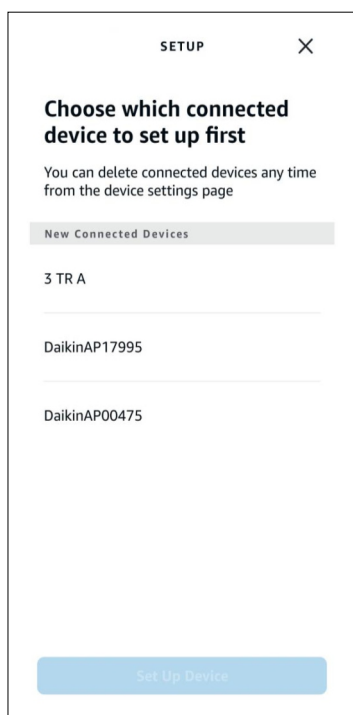 SETUP
Choose which connected
device to set up first
You can delete connected devices any time
from the device settings page
New Connected Devices
3 TR A
DaikinAP17995
DaikinAP00475
Set Up Device